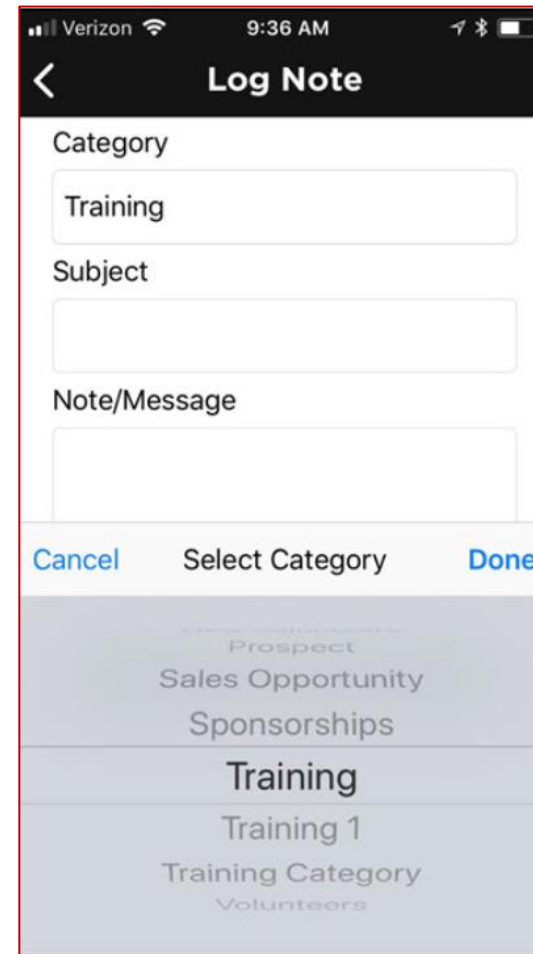 Verizon 9:36 AM
Log Note
Category
Training
Subject
Note/Message
Cancel Select Category Done
Prospect
Sales Opportunity
Sponsorships
Training
Training 1
Training Category
Volunteers